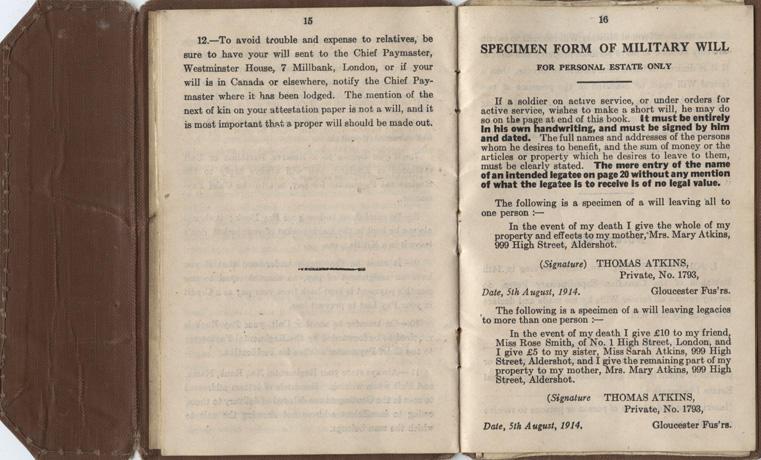 15
12.—To avoid trouble and expense to relatives, be
sure to have your will sent to the Chief Paymaster,
Westminster House, 7 Millbank, London, or if your
will is in Canada or elsewhere, notify the Chief Pay-
master where it has been lodged. The mention of the
next of kin on your attestation paper is not a will, and it
is most important that a proper will should be made out.
16
SPECIMEN FORM OF MILITARY WILL
FOR PERSONAL ESTATE ONLY
If a soldier on active service, or under orders for
active service, wishes to make a short will, he may do
so on the page at end of this book. It must be entirely
in his own handwriting, and must be signed by him
and dated. The full names and addresses of the persons
whom he desires to benefit, and the sum of money or the
articles or property which he desires to leave to them,
must be clearly stated. The mere entry of the name
of an intended legatee on page 20 without any mention
of what the legatee is to receive is of no legal value.
The following is a specimen of a will leaving all to
one person :—
In the event of my death I give the whole of my
property and effects to my mother, Mrs. Mary Atkins,
999 High Street, Aldershot.
(Signature) THOMAS ATKINS,
Private, No. 1793,
Date, 5th August, 1914. Gloucester Fus'rs.
The following is a specimen of a will leaving legacies
to more than one person :—
In the event of my death I give £10 to my friend,
Miss Rose Smith, of No. 1 High Street, London, and
I give £5 to my sister, Miss Sarah Atkins, 999 High
Street, Aldershot, and I give the remaining part of my
property to my mother, Mrs. Mary Atkins, 999 High
Street, Aldershot.
(Signature THOMAS ATKINS,
Private, No. 1793,
Date, 5th August, 1914. Gloucester Fus'rs.